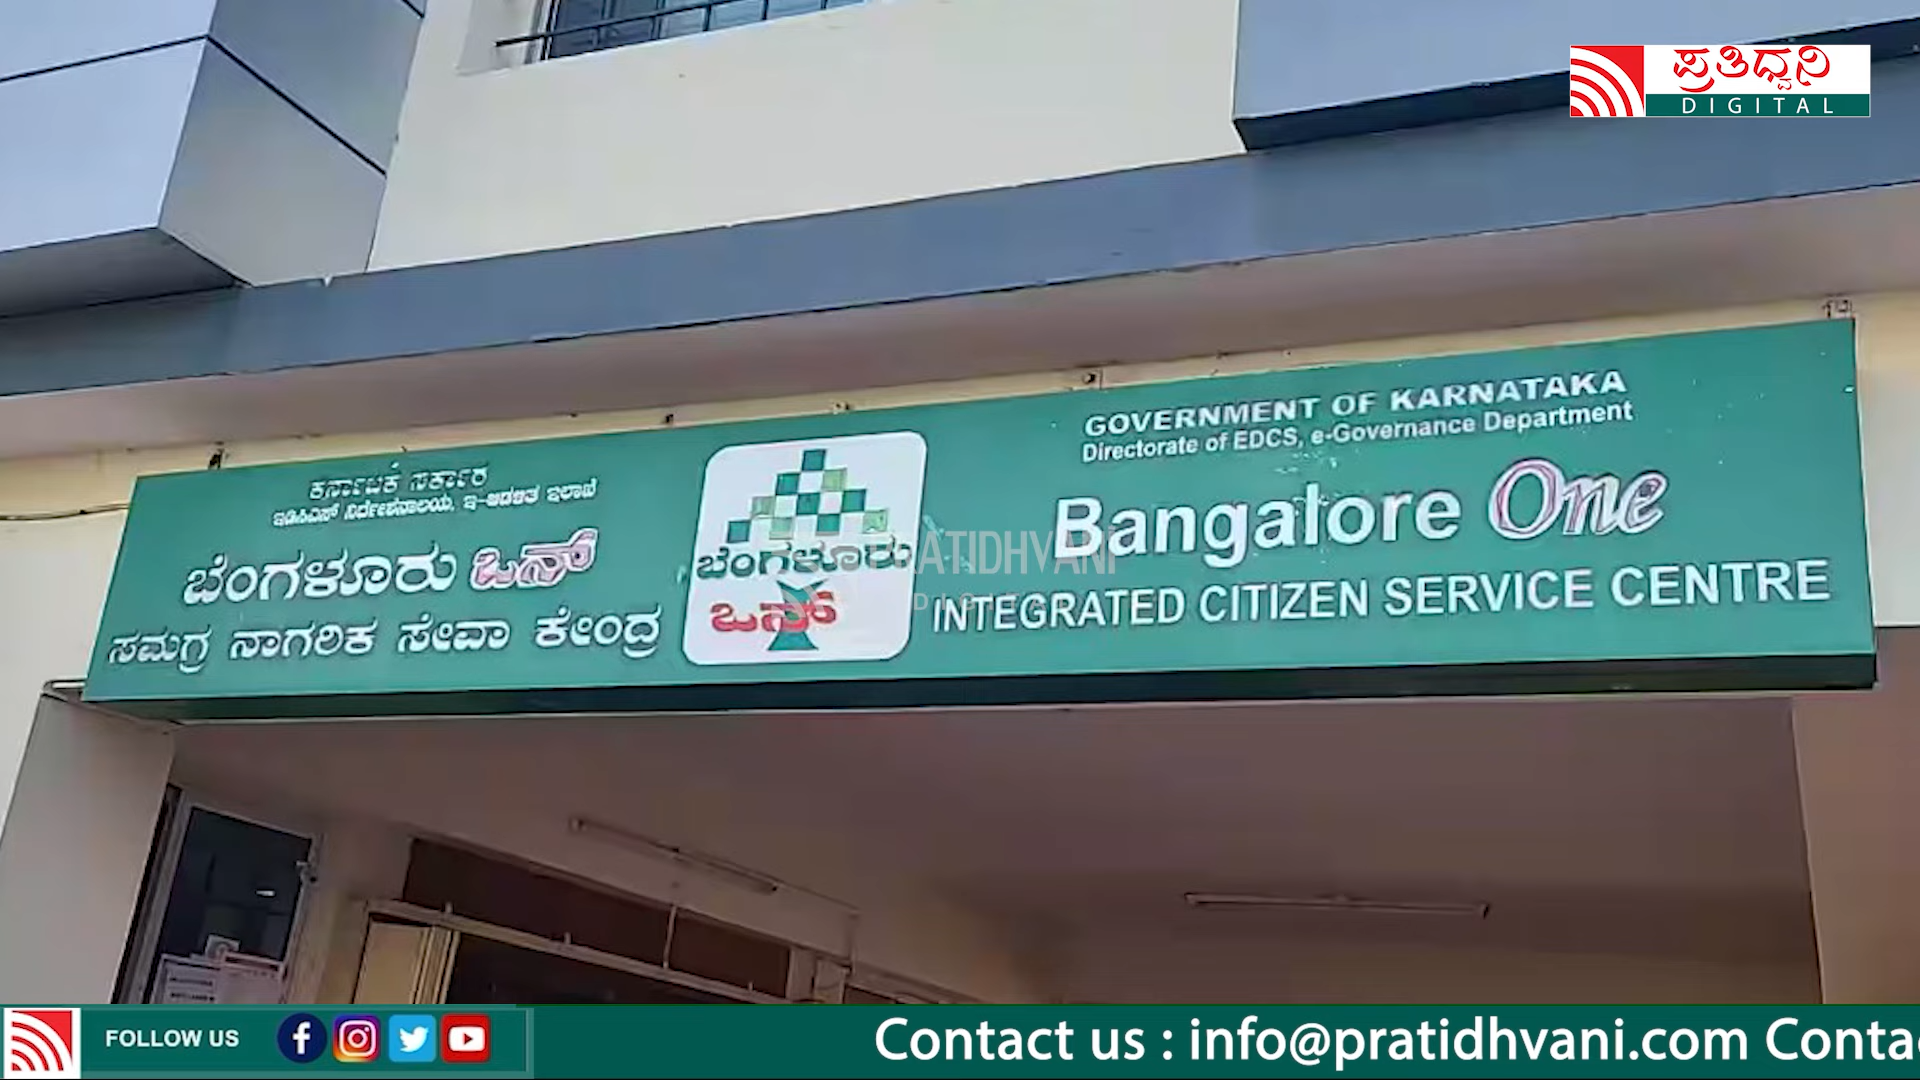 ಪ್ರತಿಧ್ವನಿ
DIGITAL
ಕರ್ನಾಟಕ ಸರ್ಕಾರ
ಇಡಿಸಿಎಸ್ ನಿರ್ದೇಶನಾಲಯ, ಇ-ಆಡಳಿತ ಇಲಾಖೆ
ಬೆಂಗಳೂರು ಒನ್
ಸಮಗ್ರ ನಾಗರಿಕ ಸೇವಾ ಕೇಂದ್ರ
ಬೆಂಗಳೂರು
ಒನ್
GOVERNMENT OF KARNATAKA
Directorate of EDCS, e-Governance Department
Bangalore One
INTEGRATED CITIZEN SERVICE CENTRE
PRATIDHVANI
DIGITAL
FOLLOW US
Contact us : info@pratidhvani.com Conta